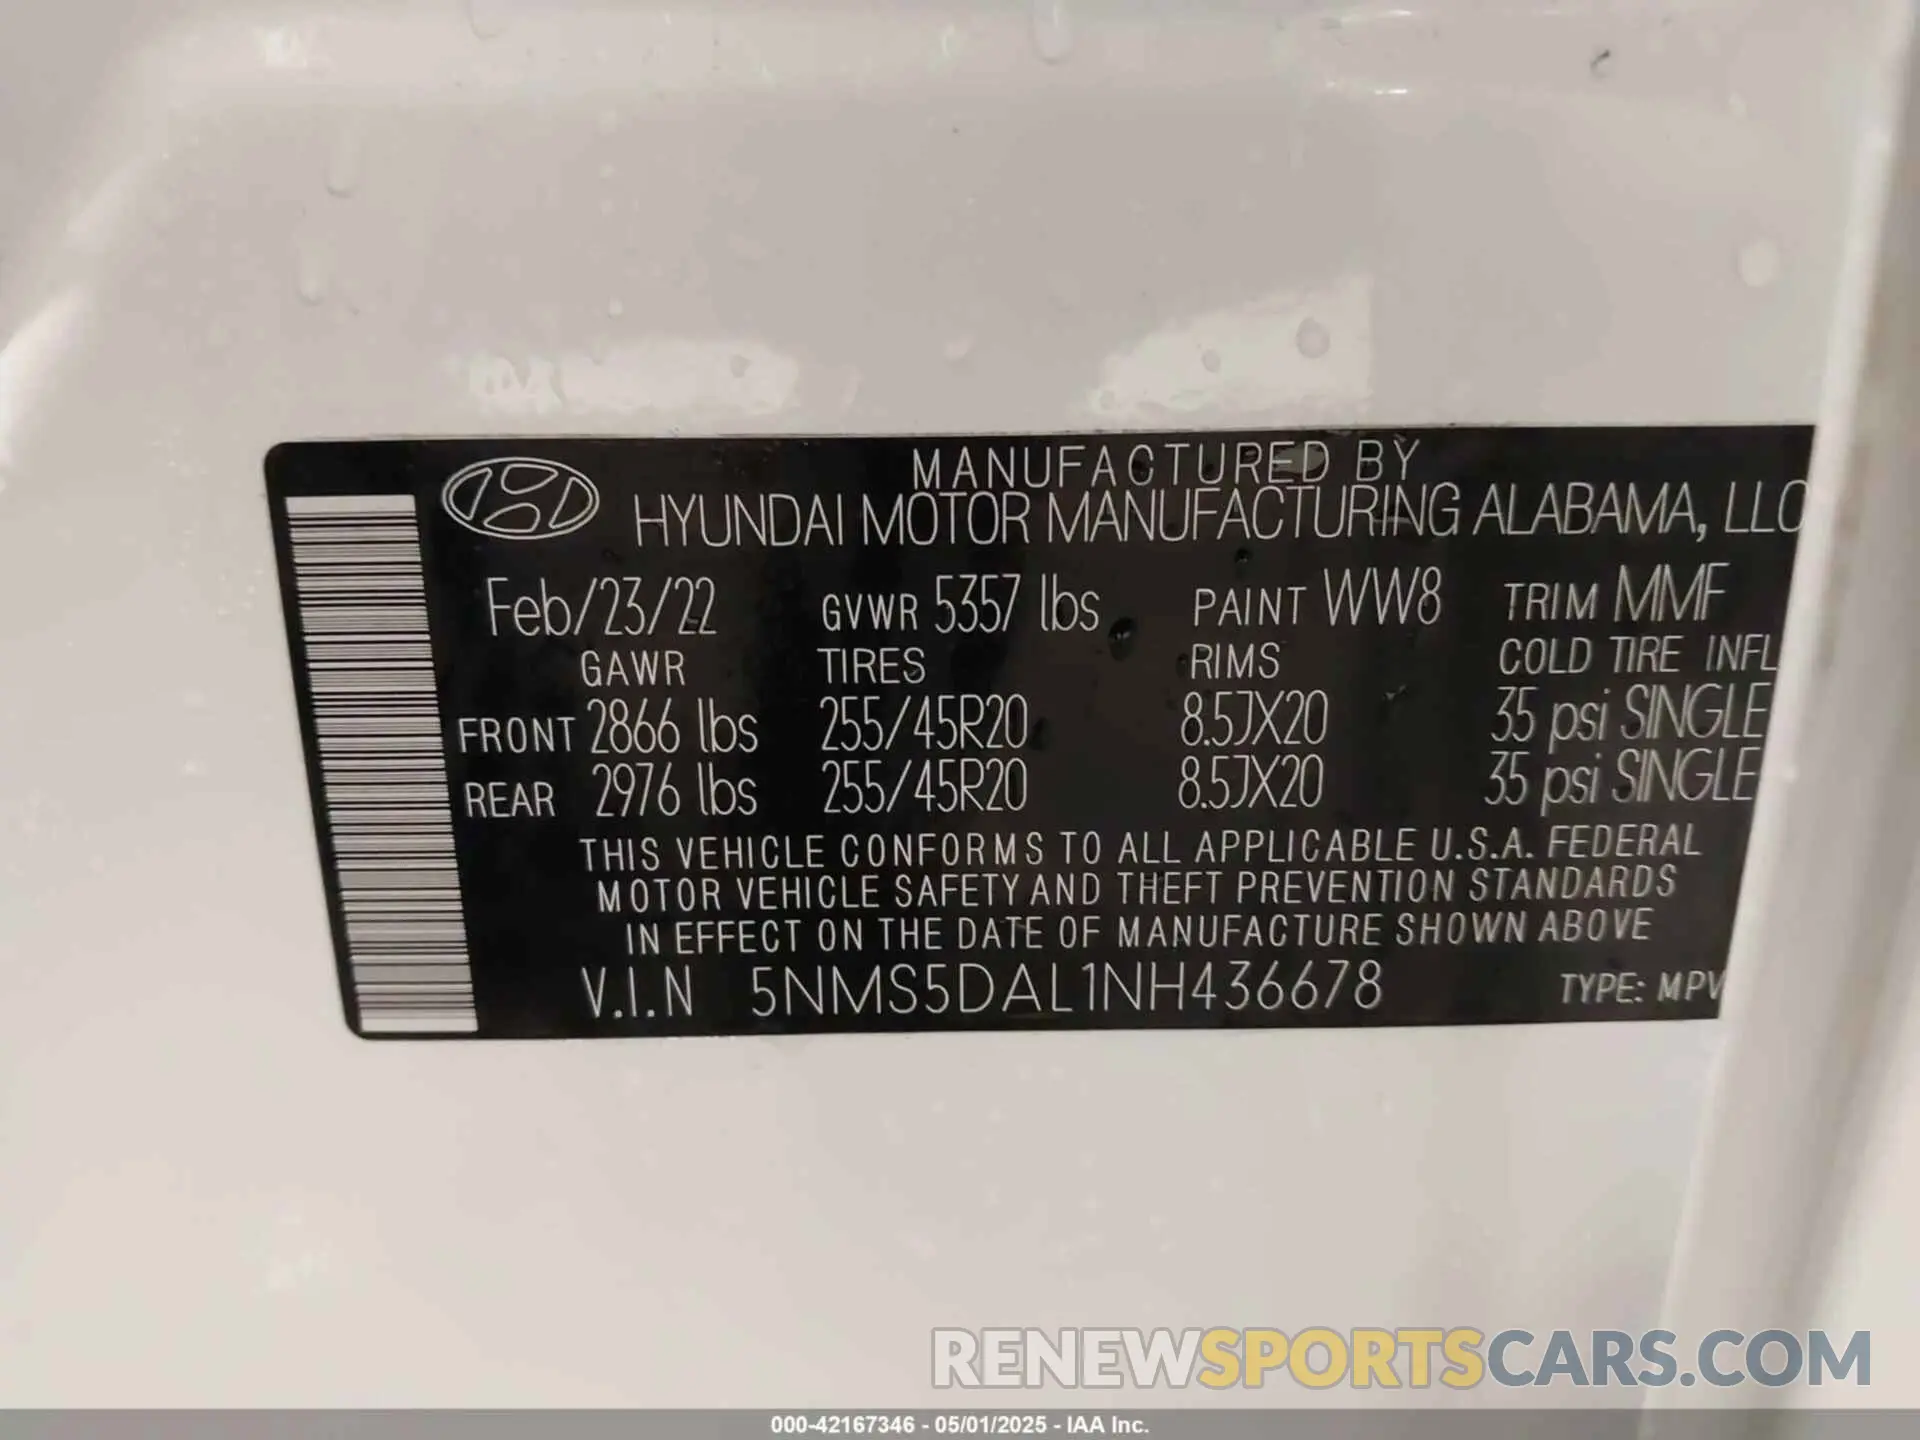 MANUFACTURED BY
HYUNDAI MOTOR MANUFACTURING ALABAMA, LLC
Feb/23/22 GVWR 5357 lbs PAINT WW8 TRIM MMF
GAWR TIRES RIMS COLD TIRE INFL
FRONT 2866 lbs 255/45R20 8.5JX20 35 psi SINGLE
REAR 2976 lbs 255/45R20 8.5JX20 35 psi SINGLE
THIS VEHICLE CONFORMS TO ALL APPLICABLE U.S.A. FEDERAL
MOTOR VEHICLE SAFETY AND THEFT PREVENTION STANDARDS
IN EFFECT ON THE DATE OF MANUFACTURE SHOWN ABOVE
V.I.N 5NMS5DAL1NH436678 TYPE: MPV
RENEWSPORTSCARS.COM
000-42167346 - 05/01/2025 - IAA Inc.